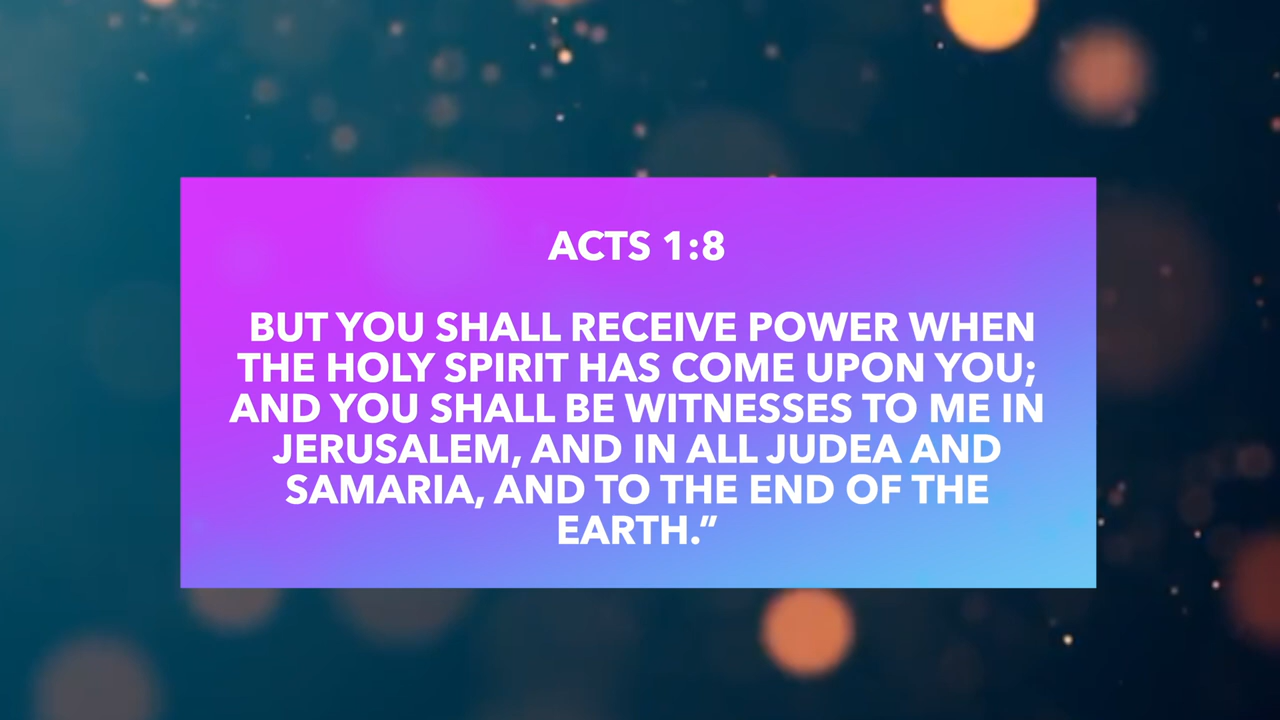 ACTS 1:8
BUT YOU SHALL RECEIVE POWER WHEN
THE HOLY SPIRIT HAS COME UPON YOU;
AND YOU SHALL BE WITNESSES TO ME IN
JERUSALEM, AND IN ALL JUDEA AND
SAMARIA, AND TO THE END OF THE
EARTH.”